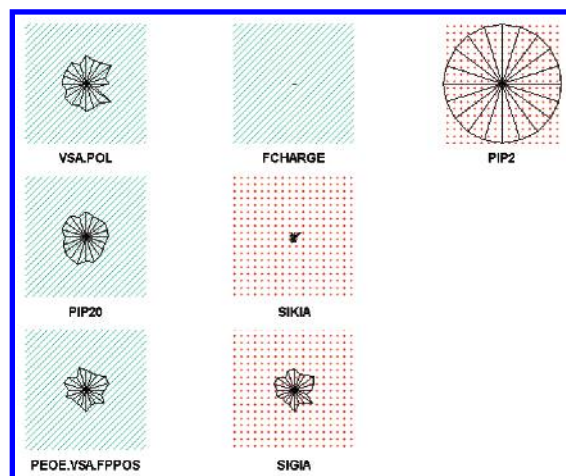 VSA.POL
FCHARGE
PIP2
PIP20
SIKIA
PEOE.VSA.FPPOS
SIGIA